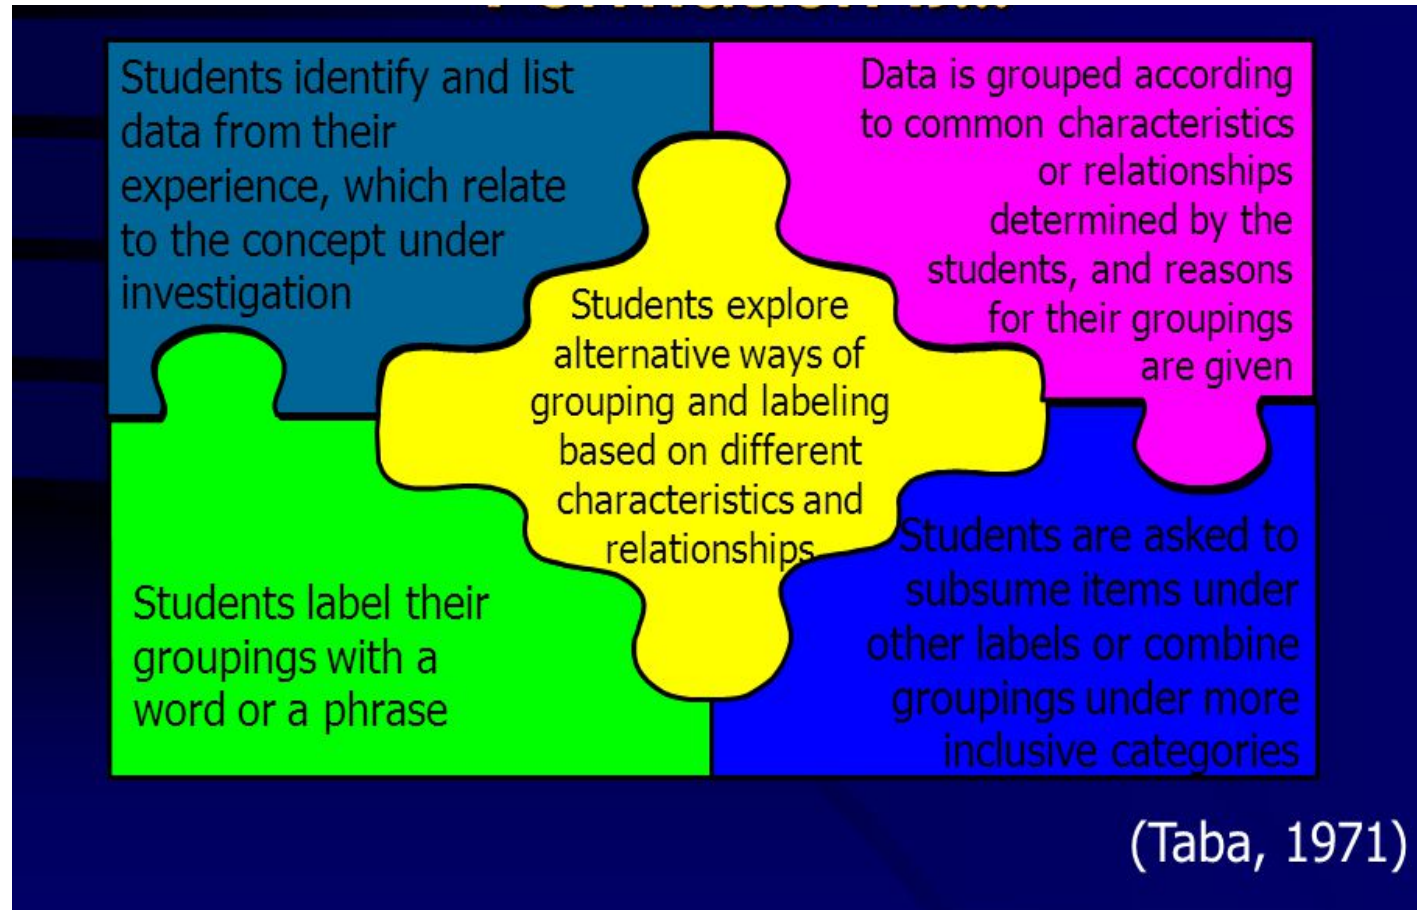 Students identify and list
data from their
experience, which relate
to the concept under
investigation
Data is grouped according
to common characteristics
or relationships
determined by the
students, and reasons
for their groupings
are given
Students explore
alternative ways of
grouping and labeling
based on different
characteristics and
relationships
Students label their
groupings with a
word or a phrase
Students are asked to
subsume items under
other labels or combine
groupings under more
inclusive categories
(Taba, 1971)